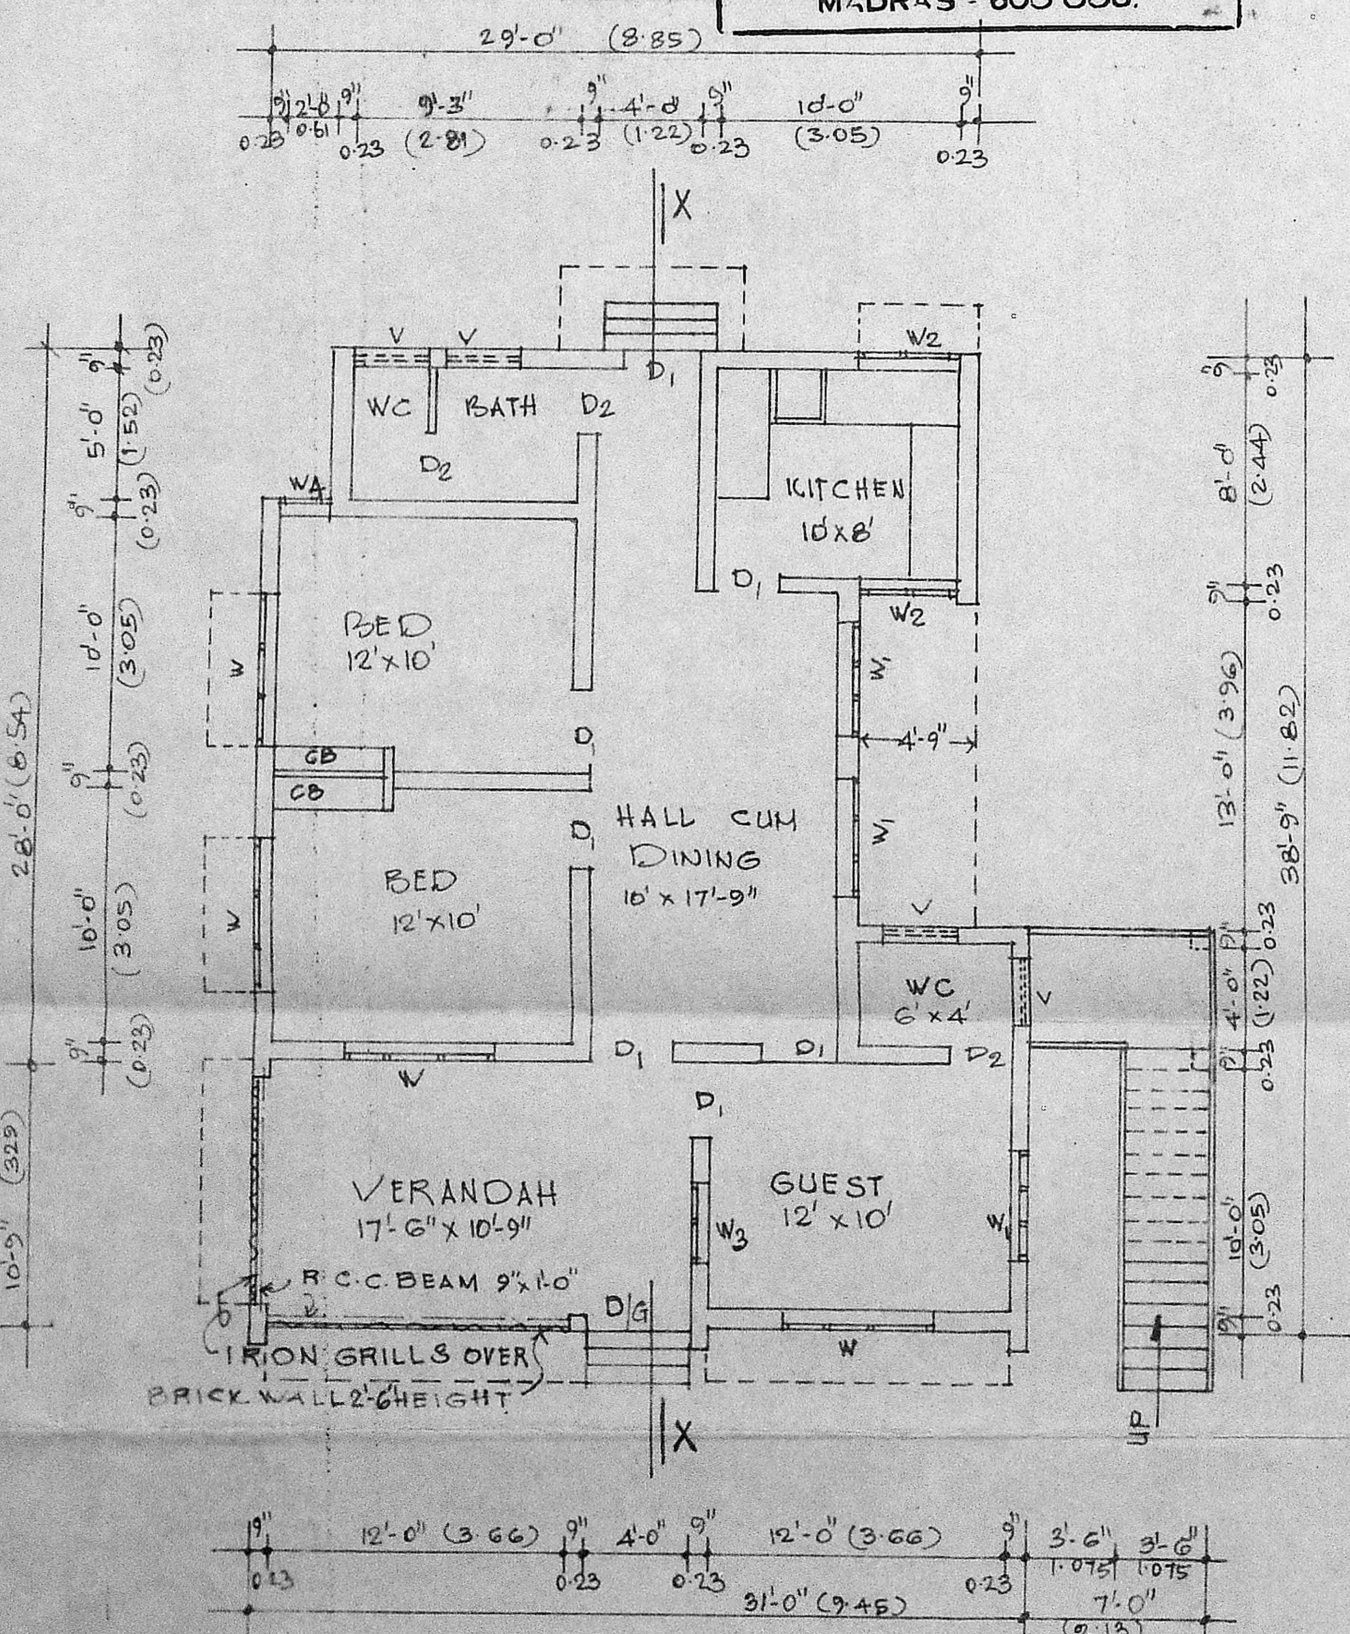 MADRAS - 600 008.
29'-0" (8.85)
9" 2'-0" 9" 9'-3" 9" 4'-0" 9" 10'-0" 9"
0.23 0.61 0.23 (2.81) 0.23 (1.22) 0.23 (3.05) 0.23
X
V V W2
D1
WC BATH D2
D2
W4
KITCHEN
10'x8'
D1
W2
BED
12'x10'
W
W1
D1
4'-9"
CB
CB
D1
HALL CUM
DINING
10' x 17'-9"
W1
BED
12'x10'
W
V
WC
6'x4'
V
D1 D1 D2
W
D1
VERANDAH
17'-6" x 10'-9"
GUEST
12' x 10'
W3
W1
R.C.C. BEAM 9"x1'-0"
D/G
IRON GRILLS OVER
BRICK WALL 2'-6" HEIGHT
W
X
UP
9" (0.23)
5'-0" (1.52)
9" (0.23)
10'-0" (3.05)
9" (0.23)
10'-0" (3.05)
9" (0.23)
28'-0" (8.54)
10'-9" (329)
9" 0.23
8'-0" (2.44)
9" 0.23
13'-0" (3.96)
9" 0.23
4'-0" (1.22)
9" 0.23
10'-0" (3.05)
9" 0.23
38'-9" (11.82)
9" 12'-0" (3.66) 9" 4'-0" 9" 12'-0" (3.66) 9" 3'-6" 3'-6"
0.23 0.23 0.23 0.23 1.075 1.075
31'-0" (9.45) 7'-0"
(2.13)